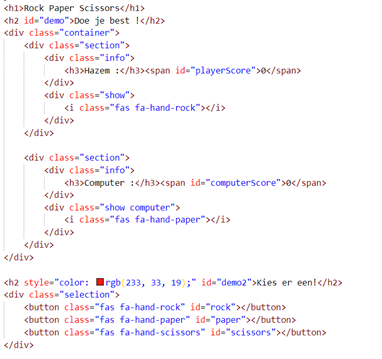 <h1>Rock Paper Scissors</h1>
<h2 id="demo">Doe je best !</h2>
<div class="container">
<div class="section">
<div class="info">
<h3>Hazem :</h3><span id="playerScore">0</span>
</div>
<div class="show">
<i class="fas fa-hand-rock"></i>
</div>
</div>
<div class="section">
<div class="info">
<h3>Computer :</h3><span id="computerScore">0</span>
</div>
<div class="show computer">
<i class="fas fa-hand-paper"></i>
</div>
</div>
</div>
<h2 style="color: rgb(233, 33, 19);" id="demo2">Kies er een!</h2>
<div class="selection">
<button class="fas fa-hand-rock" id="rock"></button>
<button class="fas fa-hand-paper" id="paper"></button>
<button class="fas fa-hand-scissors" id="scissors"></button>
</div>